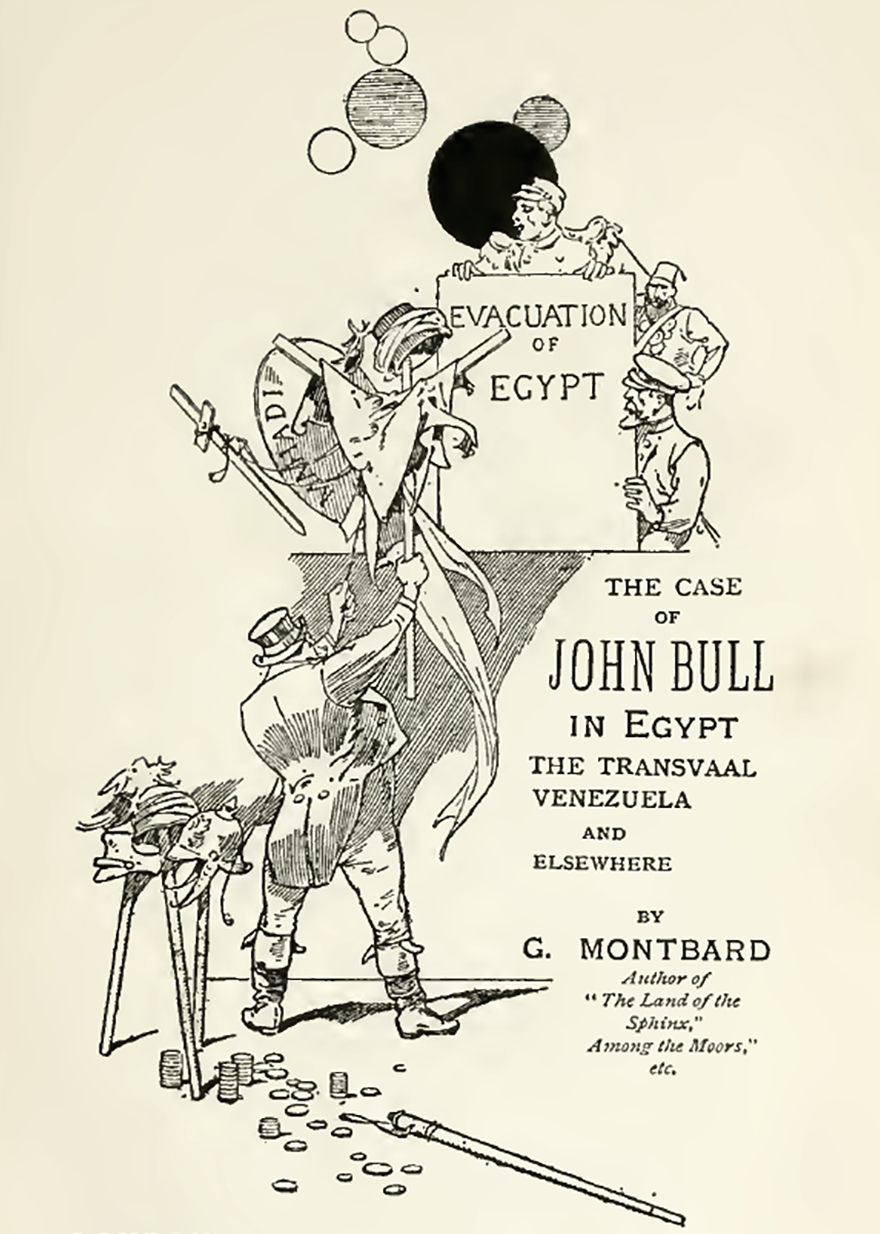 EVACUATION
OF
EGYPT
THE CASE
OF
JOHN BULL
IN EGYPT
THE TRANSVAAL
VENEZUELA
AND
ELSEWHERE
BY
G. MONTBARD
Author of
"The Land of the
Sphinx,"
Among the Moors,"
etc.